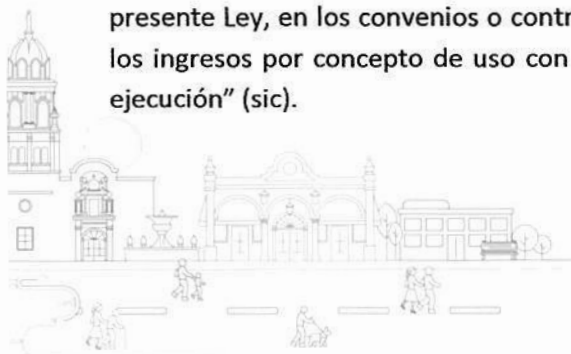 presente Ley, en los convenios o contr
los ingresos por concepto de uso con
ejecución” (sic).